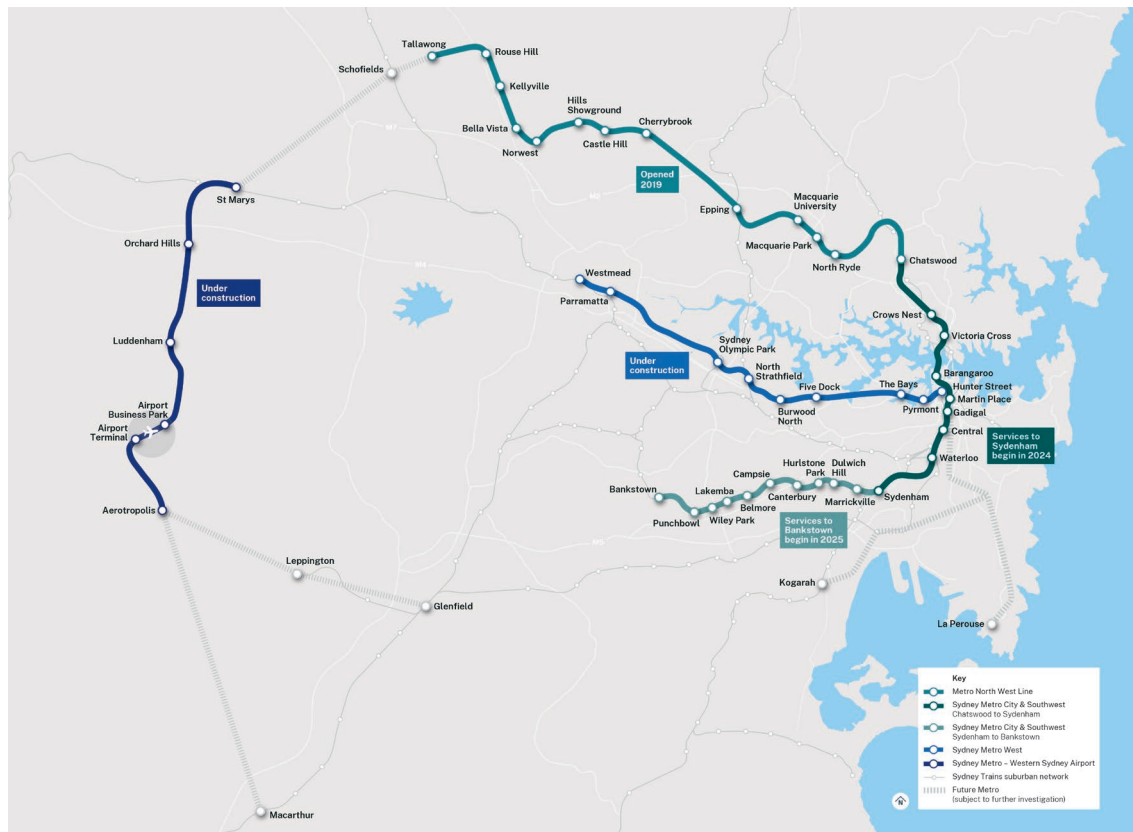 Tallawong
Rouse Hill
Schofields
Kellyville
Hills
Showground
Cherrybrook
Bella Vista
Norwest
Castle Hill
M7
Opened
2019
M2
St Marys
Epping
Macquarie
University
Macquarie Park
North Ryde
Chatswood
Orchard Hills
M4
Westmead
Parramatta
Under
construction
Crows Nest
Victoria Cross
Luddenham
Sydney
Olympic Park
Under
construction
North
Strathfield
Five Dock
The Bays
Barangaroo
Hunter Street
Martin Place
Gadigal
Burwood
North
Pyrmont
Airport
Business Park
Airport
Terminal
Central
Services to
Sydenham
begin in 2024
Waterloo
Bankstown
Lakemba
Campsie
Hurlstone
Park
Dulwich
Hill
Canterbury
Belmore
Marrickville
Sydenham
Punchbowl
Wiley Park
Aerotropolis
Services to
Bankstown
begin in 2025
M5
Leppington
Kogarah
Glenfield
La Perouse
Macarthur
Key
Metro North West Line
Sydney Metro City & Southwest
Chatswood to Sydenham
Sydney Metro City & Southwest
Sydenham to Bankstown
Sydney Metro West
Sydney Metro – Western Sydney Airport
Sydney Trains suburban network
Future Metro
(subject to further investigation)
N